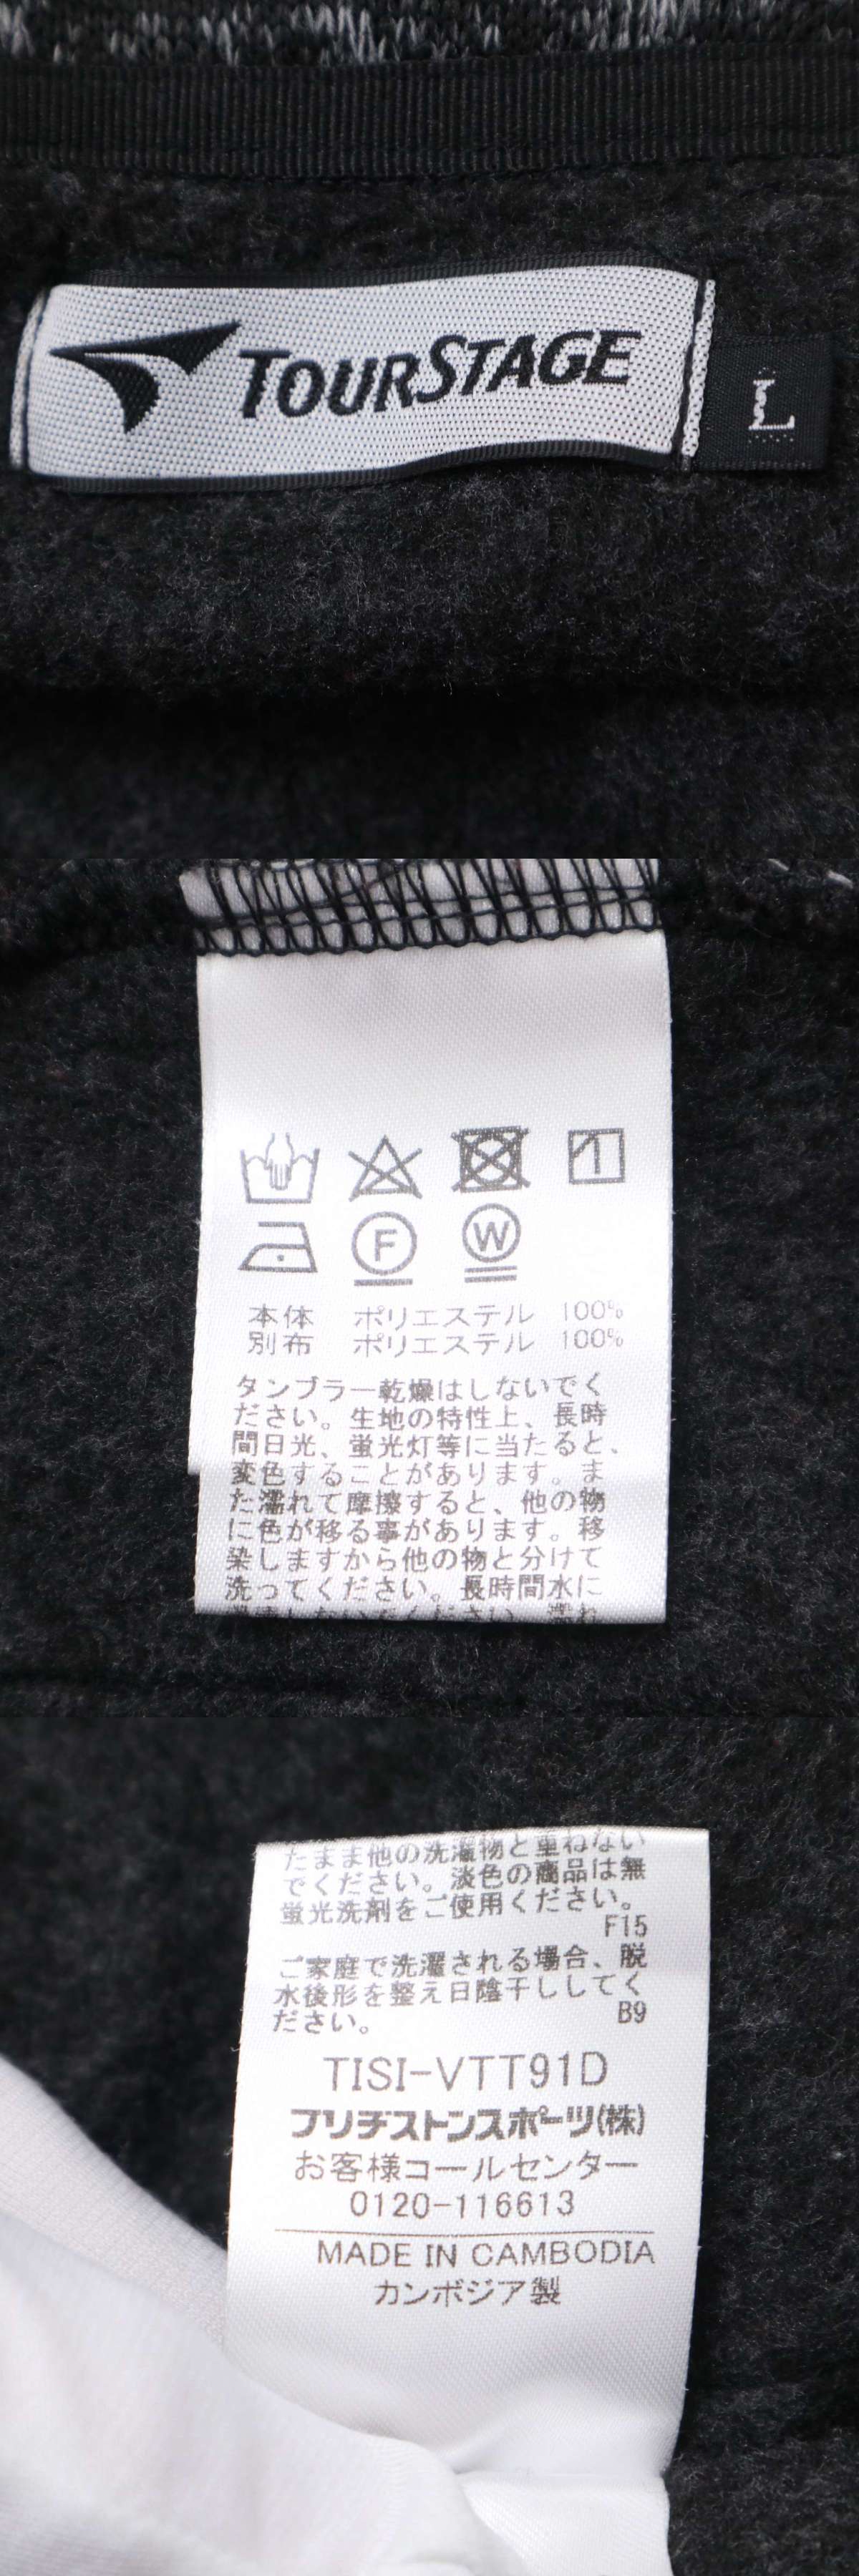 TOURSTAGE
L
F
W
本体 ポリエステル 100%
別布 ポリエステル 100%
タンブラー乾燥はしないでく
ださい。生地の特性上、長時
間日光、蛍光灯等に当たると、
変色することがあります。ま
た濡れて摩擦すると、他の物
に色が移る事があります。移
染しますから他の物と分けて
洗ってください。長時間水に
たまま他の洗濯物と重ねない
でください。淡色の商品は無
蛍光洗剤をご使用ください。
F15
ご家庭で洗濯される場合、脱
水後形を整え日陰干ししてく
ださい。
B9
TISI-VTT91D
ブリヂストンスポーツ(株)
お客様コールセンター
0120-116613
MADE IN CAMBODIA
カンボジア製